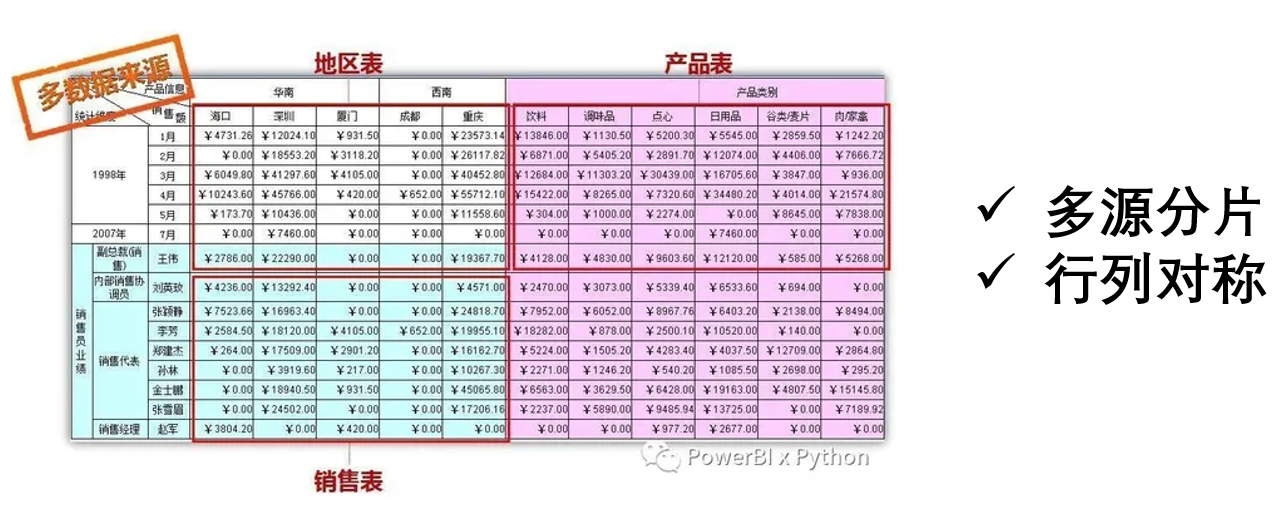 地区表 产品表
多数据来源
产品信息 华南 西南 产品类别
统计维度 销售额 海口 深圳 厦门 成都 重庆 饮料 调味品 点心 日用品 谷类/麦片 肉/家禽
1998年 1月 ¥4731.26 ¥12024.10 ¥931.50 ¥0.00 ¥23573.14 ¥13846.00 ¥1130.50 ¥5200.30 ¥5545.00 ¥2859.50 ¥1242.20
2月 ¥0.00 ¥18553.20 ¥3118.20 ¥0.00 ¥26117.82 ¥6871.00 ¥5405.20 ¥2891.70 ¥12074.00 ¥4406.00 ¥7666.72
3月 ¥6049.80 ¥41297.60 ¥4105.00 ¥0.00 ¥40452.80 ¥12684.00 ¥11303.20 ¥30439.00 ¥16705.60 ¥3847.00 ¥936.00
4月 ¥10243.60 ¥45766.00 ¥420.00 ¥652.00 ¥55712.10 ¥15422.00 ¥8265.00 ¥7320.60 ¥34480.20 ¥4014.00 ¥21574.80
5月 ¥173.70 ¥10436.00 ¥0.00 ¥0.00 ¥11558.60 ¥304.00 ¥1000.00 ¥2274.00 ¥0.00 ¥8645.00 ¥7838.00
2007年 7月 ¥0.00 ¥7460.00 ¥0.00 ¥0.00 ¥0.00 ¥0.00 ¥0.00 ¥0.00 ¥7460.00 ¥0.00 ¥0.00
销售员业绩 副总裁(销售) 王伟 ¥2786.00 ¥22290.00 ¥0.00 ¥0.00 ¥19367.70 ¥4128.00 ¥4830.00 ¥9603.60 ¥12120.00 ¥585.00 ¥5268.00
内部销售协调员 刘英玫 ¥4236.00 ¥13292.40 ¥0.00 ¥0.00 ¥4571.00 ¥2470.00 ¥3073.00 ¥5339.40 ¥6533.60 ¥694.00 ¥0.00
销售代表 张颖静 ¥7523.66 ¥16963.40 ¥0.00 ¥0.00 ¥24818.70 ¥7952.00 ¥6052.00 ¥8967.76 ¥6403.20 ¥2138.00 ¥8494.00
李芳 ¥2584.50 ¥18120.00 ¥4105.00 ¥652.00 ¥19955.10 ¥18282.00 ¥878.00 ¥2500.10 ¥10520.00 ¥140.00 ¥0.00
郑建杰 ¥264.00 ¥17509.00 ¥2901.20 ¥0.00 ¥16162.70 ¥5224.00 ¥1505.20 ¥4283.40 ¥4037.50 ¥12709.00 ¥2864.80
孙林 ¥0.00 ¥3919.60 ¥217.00 ¥0.00 ¥10267.30 ¥2271.00 ¥1246.20 ¥540.20 ¥1085.50 ¥2698.00 ¥295.20
金士鹏 ¥0.00 ¥18940.50 ¥931.50 ¥0.00 ¥45065.80 ¥6563.00 ¥3629.50 ¥6428.00 ¥19163.00 ¥4807.50 ¥15145.80
张雪眉 ¥0.00 ¥24502.00 ¥0.00 ¥0.00 ¥17206.16 ¥2237.00 ¥5890.00 ¥9485.94 ¥13725.00 ¥0.00 ¥7189.92
销售经理 赵军 ¥3804.20 ¥0.00 ¥420.00 ¥0.00 ¥0.00 ¥0.00 ¥0.00 ¥977.20 ¥2677.00 ¥0.00 ¥0.00
PowerBI x Python
销售表
✓ 多源分片
✓ 行列对称